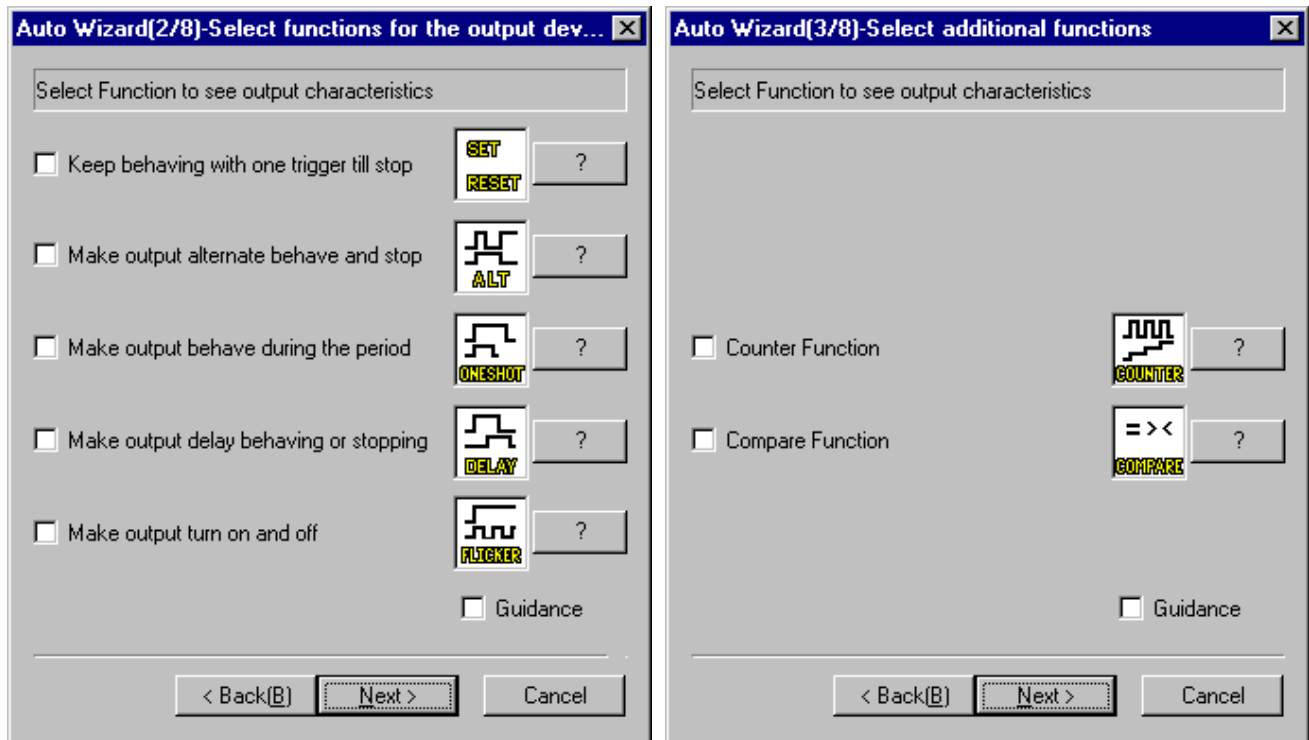 Auto Wizard(2/8)-Select functions for the output dev...
Select Function to see output characteristics
Keep behaving with one trigger till stop
SET
RESET
?
Make output alternate behave and stop
ALT
?
Make output behave during the period
ONESHOT
?
Make output delay behaving or stopping
DELAY
?
Make output turn on and off
FLICKER
?
Guidance
< Back(B)
Next >
Cancel
Auto Wizard(3/8)-Select additional functions
Select Function to see output characteristics
Counter Function
COUNTER
?
Compare Function
= > <
COMPARE
?
Guidance
< Back(B)
Next >
Cancel